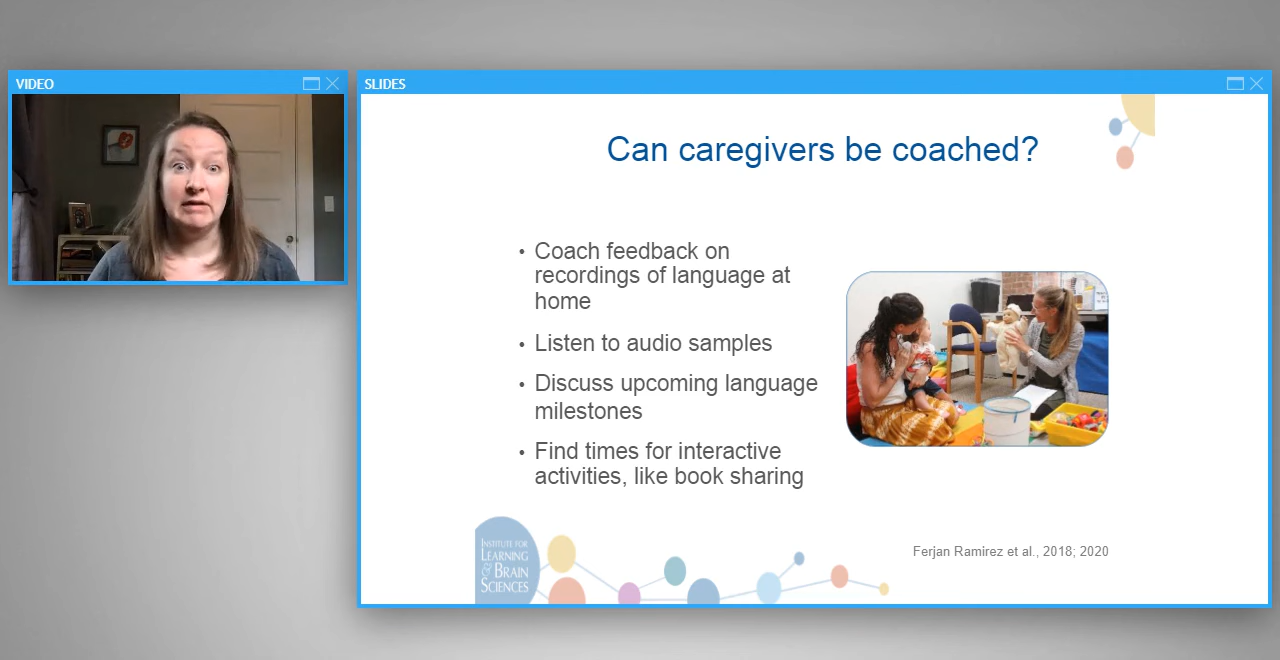 VIDEO
SLIDES
Can caregivers be coached?
• Coach feedback on
recordings of language at
home
• Listen to audio samples
• Discuss upcoming language
milestones
• Find times for interactive
activities, like book sharing
INSTITUTE FOR
LEARNING
& BRAIN
SCIENCES
Ferjan Ramirez et al., 2018; 2020